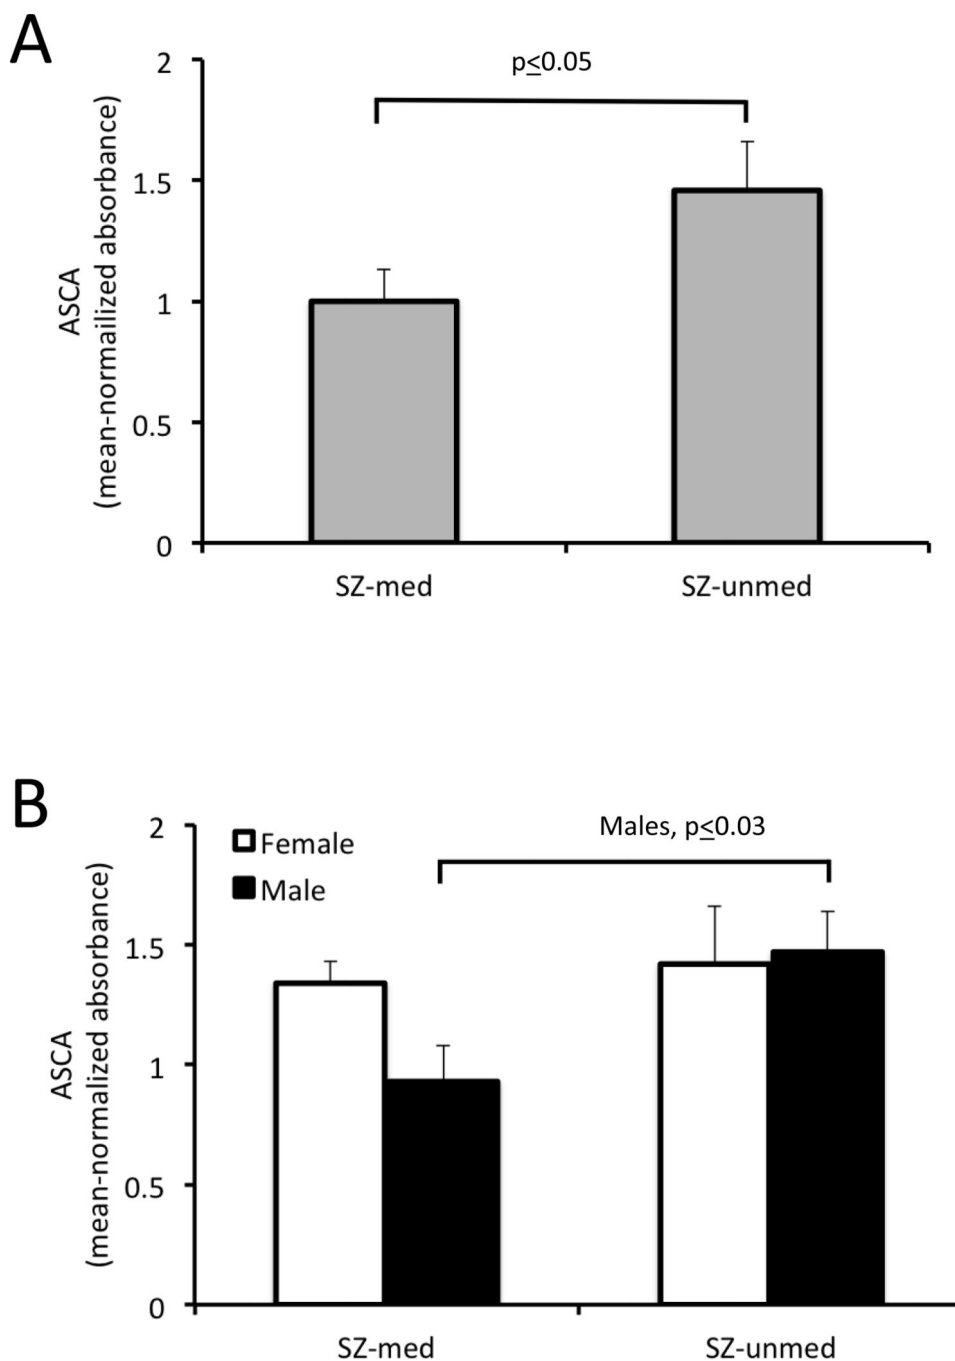 A
p≤0.05
2
1.5
1
0.5
0
ASCA
(mean-normailized absorbance)
SZ-med
SZ-unmed
B
Males, p≤0.03
Female
Male
2
1.5
1
0.5
0
ASCA
(mean-normalized absorbance)
SZ-med
SZ-unmed